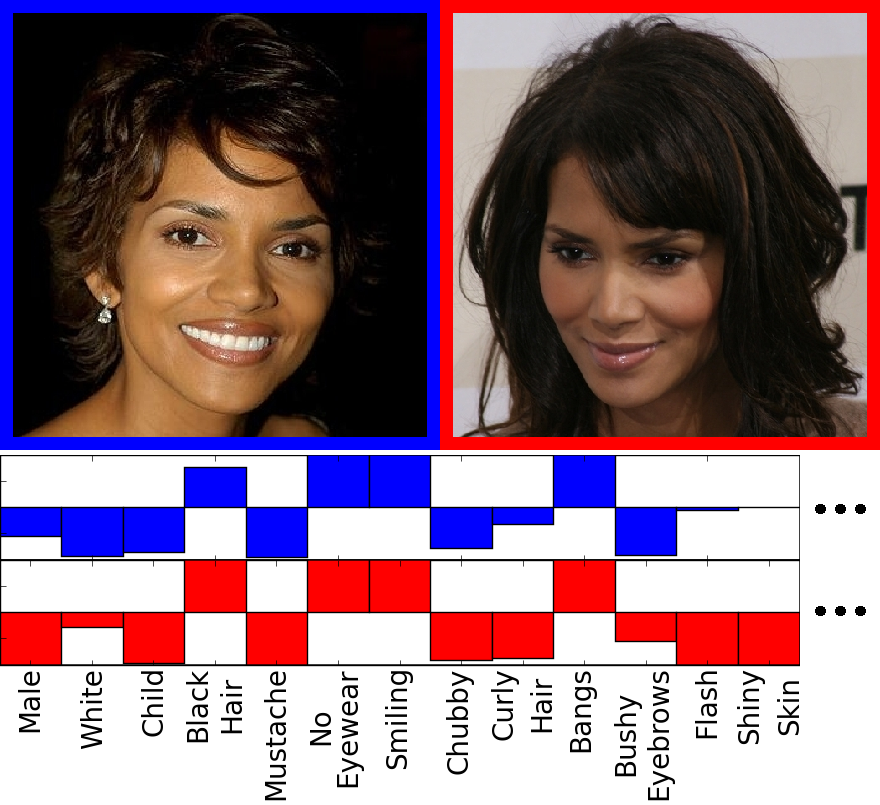 T
Male
White
Child
Black
Hair
Mustache
No
Eyewear
Smiling
Chubby
Curly
Hair
Bangs
Bushy
Eyebrows
Flash
Shiny
Skin